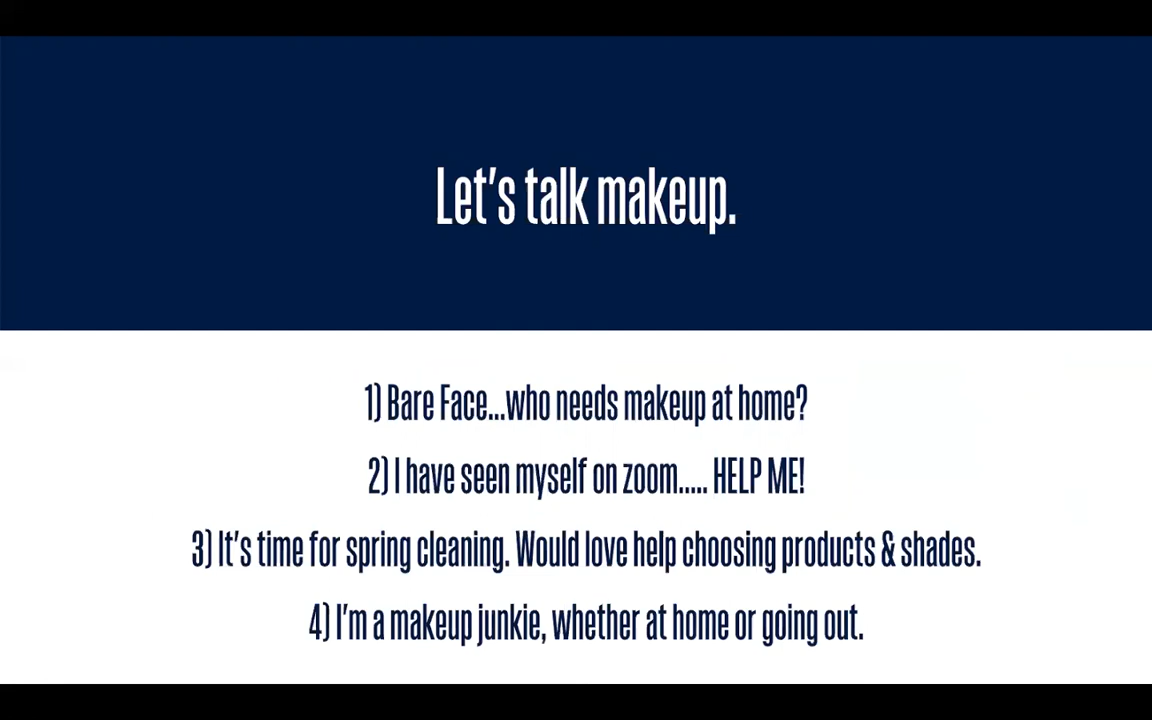 Let's talk makeup.
1) Bare Face...who needs makeup at home?
2) I have seen myself on zoom..... HELP ME!
3) It's time for spring cleaning. Would love help choosing products & shades.
4) I'm a makeup junkie, whether at home or going out.